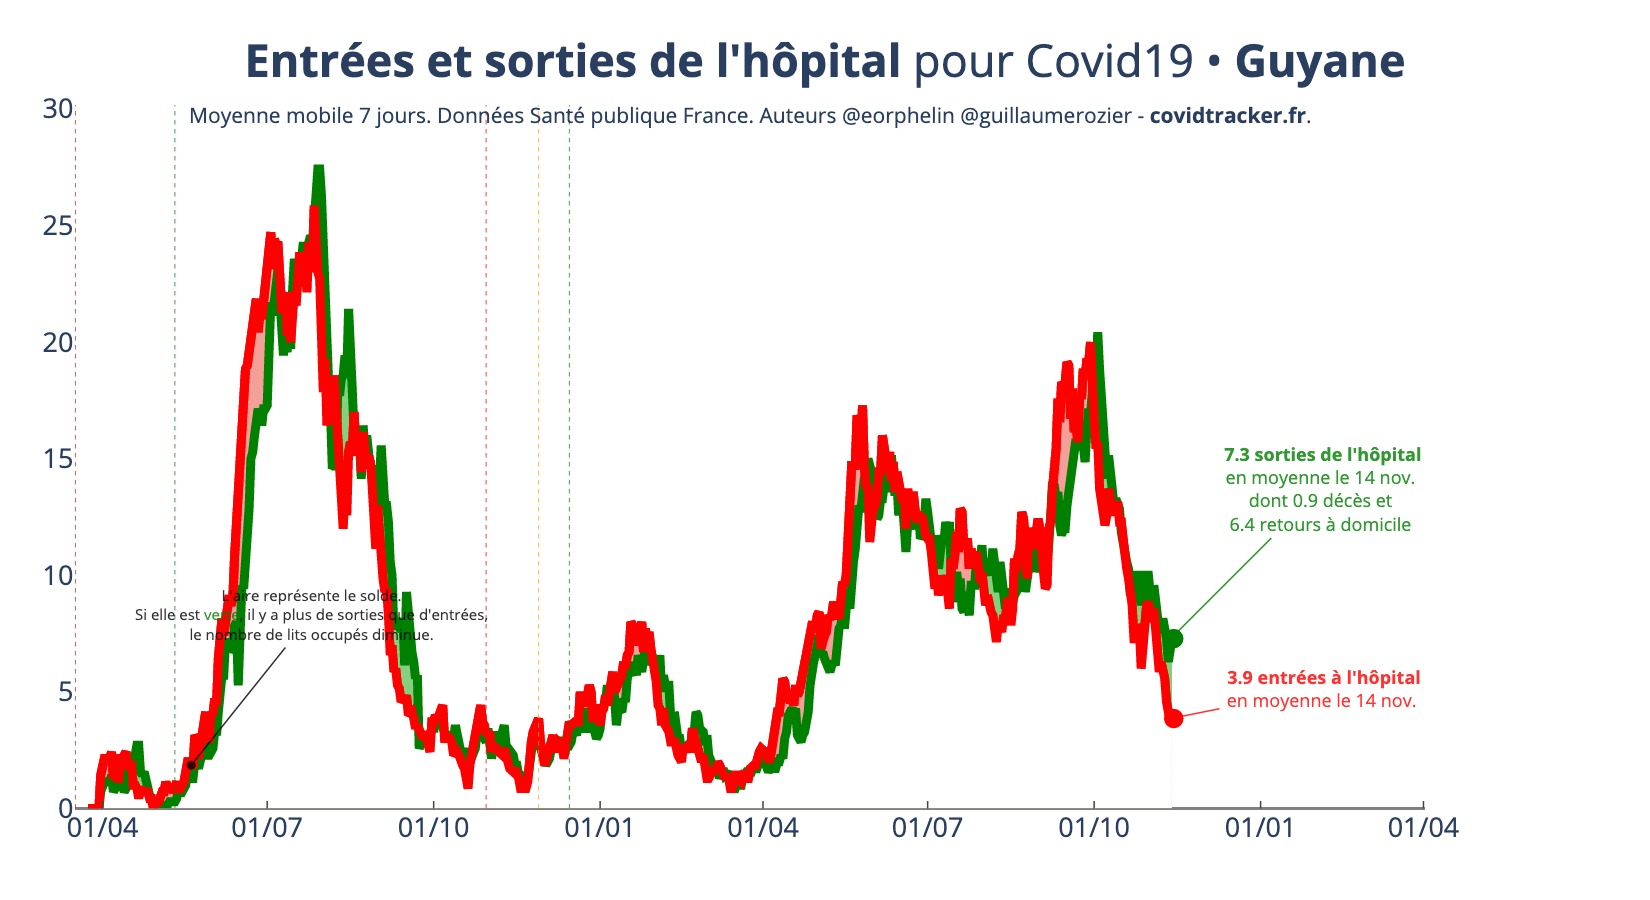 Entrées et sorties de l'hôpital pour Covid19 • Guyane
Moyenne mobile 7 jours. Données Santé publique France. Auteurs @eorphelin @guillaumerozier - covidtracker.fr.
30
25
20
15
10
5
0
7.3 sorties de l'hôpital
en moyenne le 14 nov.
dont 0.9 décès et
6.4 retours à domicile
L'aire représente le solde.
Si elle est verte, il y a plus de sorties que d'entrées,
le nombre de lits occupés diminue.
3.9 entrées à l'hôpital
en moyenne le 14 nov.
01/04 01/07 01/10 01/01 01/04 01/07 01/10 01/01 01/04